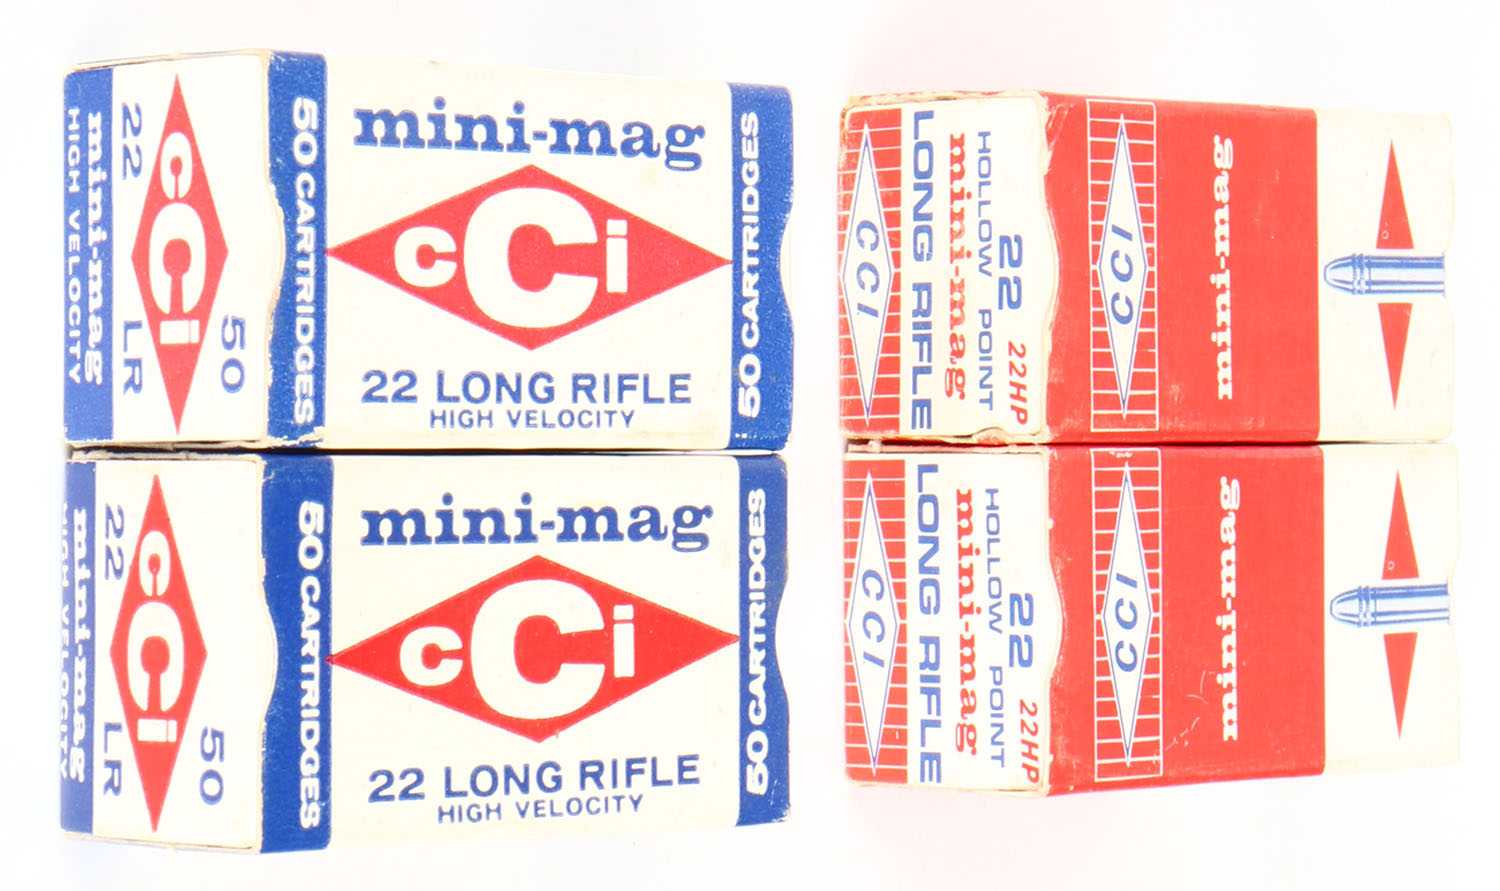 mini-mag
HIGH VELOCITY
22 LR
cCi
50
50 CARTRIDGES
mini-mag
cCi
22 LONG RIFLE
HIGH VELOCITY
50 CARTRIDGES
mini-mag
HIGH VELOCITY
22 LR
cCi
50
50 CARTRIDGES
mini-mag
cCi
22 LONG RIFLE
HIGH VELOCITY
50 CARTRIDGES
22 22HP
HOLLOW POINT
mini-mag
LONG RIFLE
CCI
CCI
mini-mag
22 22HP
HOLLOW POINT
mini-mag
LONG RIFLE
CCI
CCI
mini-mag